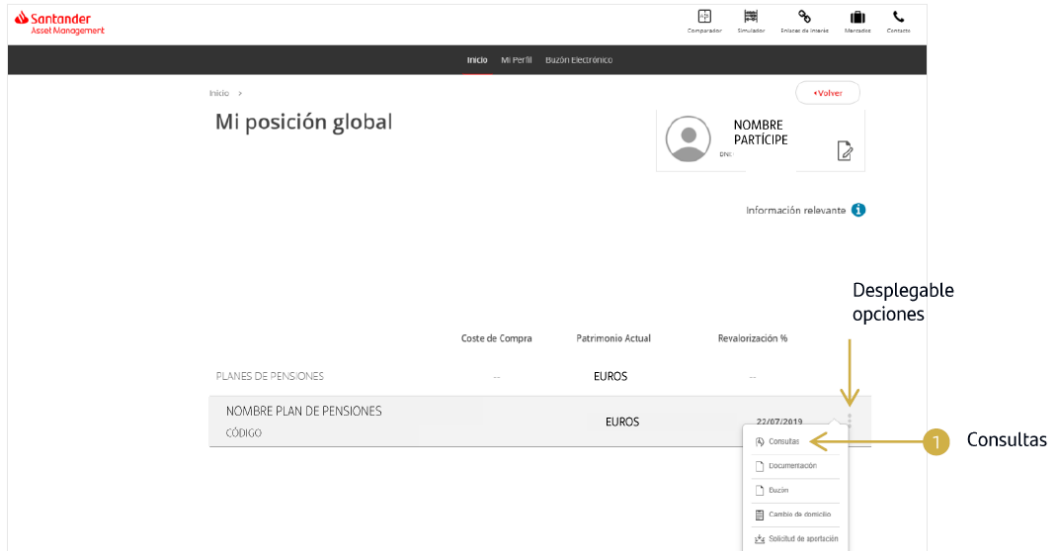 Santander
Asset Management
Comparador
Simulador
Enlaces de interés
Mercados
Contacto
Inicio
Mi Perfil
Buzón Electrónico
Inicio >
Volver
Mi posición global
NOMBRE
PARTÍCIPE
DNI:
Información relevante
Desplegable
opciones
Coste de Compra
Patrimonio Actual
Revalorización %
PLANES DE PENSIONES
--
EUROS
--
NOMBRE PLAN DE PENSIONES
CÓDIGO
EUROS
22/07/2019
Consultas
1
Consultas
Documentación
Buzón
Cambio de domicilio
Solicitud de aportación